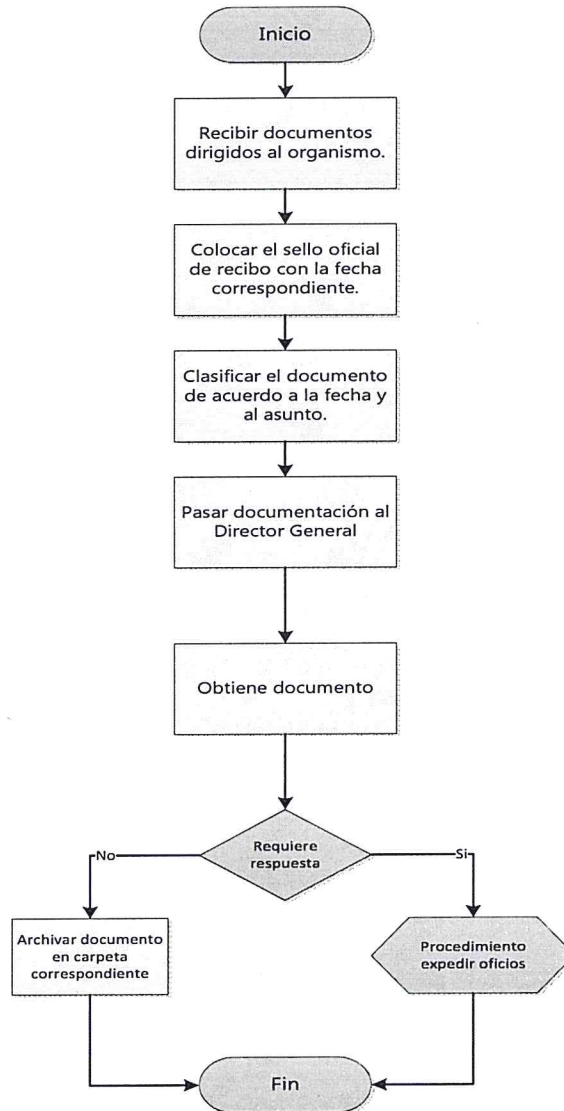 Inicio
Recibir documentos
dirigidos al organismo.
Colocar el sello oficial
de recibo con la fecha
correspondiente.
Clasificar el documento
de acuerdo a la fecha y
al asunto.
Pasar documentación al
Director General
Obtiene documento
Requiere
respuesta
No
Si
Archivar documento
en carpeta
correspondiente
Procedimiento
expedir oficios
Fin